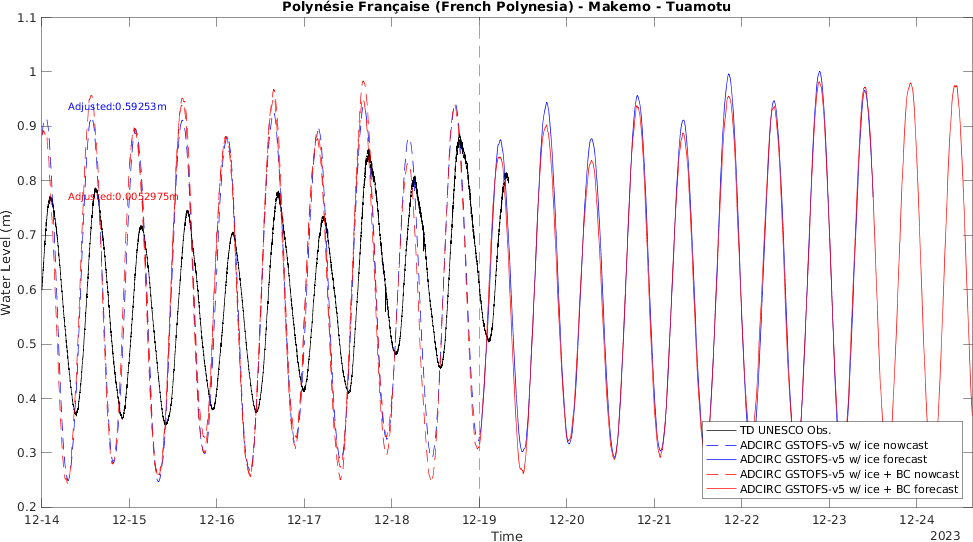 Polynésie Française (French Polynesia) - Makemo - Tuamotu
1.1
1
0.9
0.8
0.7
0.6
0.5
0.4
0.3
0.2
Water Level (m)
Adjusted:0.59253m
Adjusted:0.0052975m
TD UNESCO Obs.
ADCIRC GSTOFS-v5 w/ ice nowcast
ADCIRC GSTOFS-v5 w/ ice forecast
ADCIRC GSTOFS-v5 w/ ice + BC nowcast
ADCIRC GSTOFS-v5 w/ ice + BC forecast
12-14 12-15 12-16 12-17 12-18 12-19 12-20 12-21 12-22 12-23 12-24
Time
2023